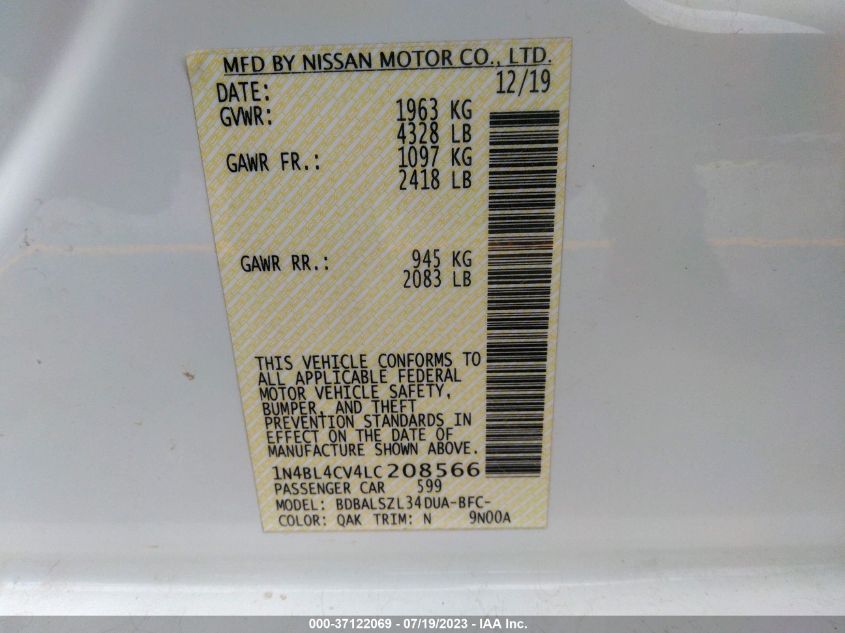 MFD BY NISSAN MOTOR CO., LTD.
DATE: 12/19
GVWR: 1963 KG
4328 LB
GAWR FR.: 1097 KG
2418 LB
GAWR RR.: 945 KG
2083 LB
THIS VEHICLE CONFORMS TO
ALL APPLICABLE FEDERAL
MOTOR VEHICLE SAFETY,
BUMPER, AND THEFT
PREVENTION STANDARDS IN
EFFECT ON THE DATE OF
MANUFACTURE SHOWN ABOVE.
1N4BL4CV4LC208566
PASSENGER CAR 599
MODEL: BDBALSZL34DUA-BFC-
COLOR: QAK TRIM: N 9N00A
000-37122069 - 07/19/2023 - IAA Inc.